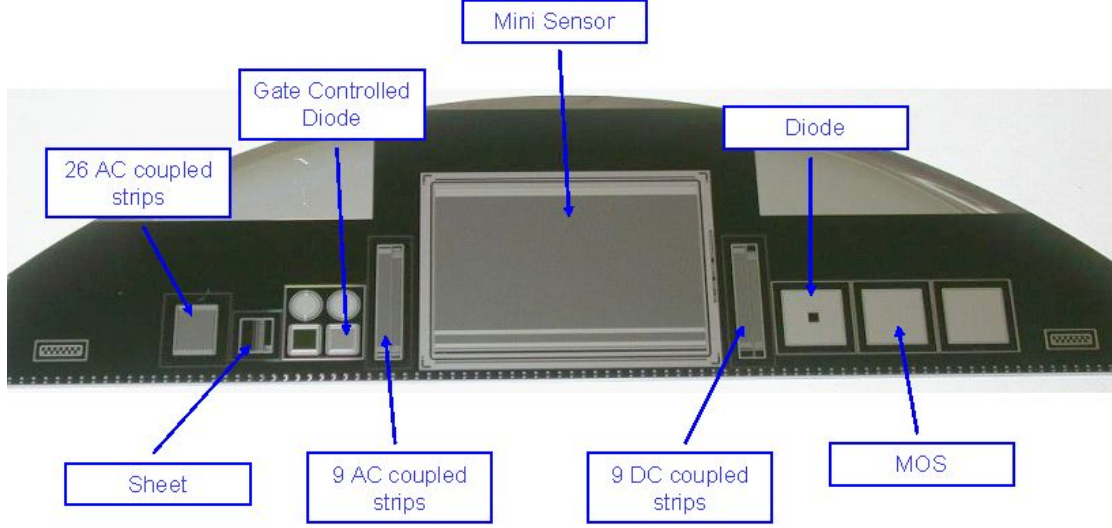 Mini Sensor
Gate Controlled
Diode
Diode
26 AC coupled
strips
Sheet
9 AC coupled
strips
9 DC coupled
strips
MOS